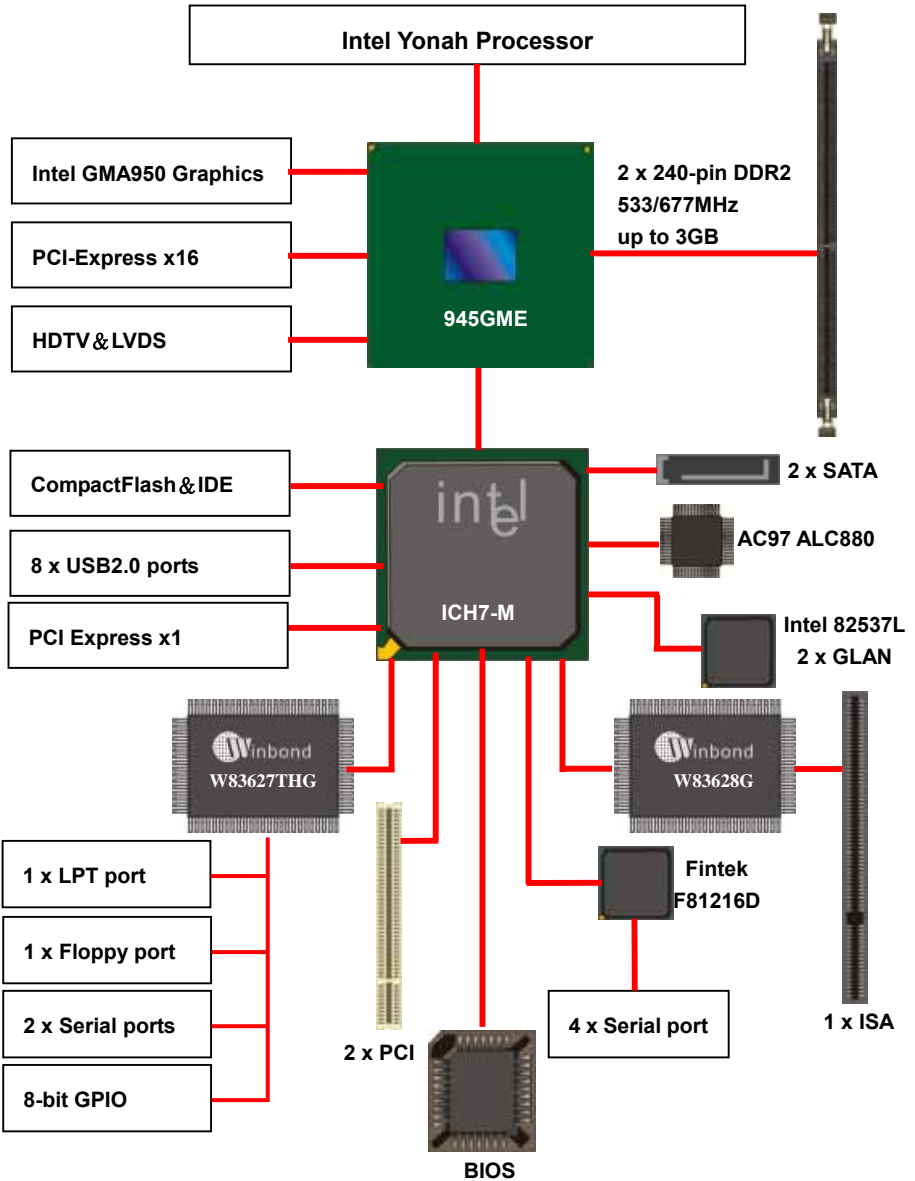 Intel Yonah Processor
Intel GMA950 Graphics
2 x 240-pin DDR2
533/677MHz
up to 3GB
PCI-Express x16
945GME
HDTV＆LVDS
CompactFlash＆IDE
intel
2 x SATA
8 x USB2.0 ports
AC97 ALC880
PCI Express x1
ICH7-M
Intel 82537L
2 x GLAN
Winbond
W83627THG
Winbond
W83628G
1 x LPT port
Fintek
F81216D
1 x Floppy port
2 x Serial ports
4 x Serial port
1 x ISA
2 x PCI
8-bit GPIO
BIOS